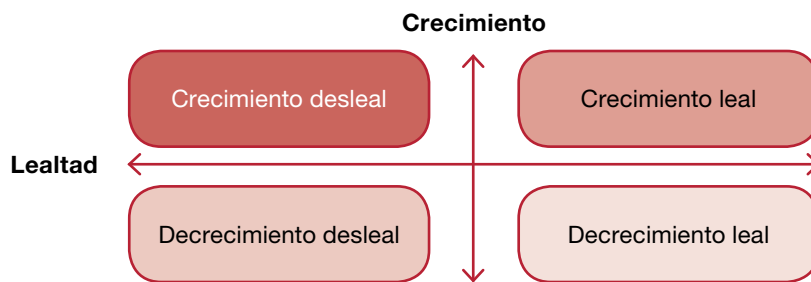 Crecimiento
Crecimiento desleal
Crecimiento leal
Lealtad
Decrecimiento desleal
Decrecimiento leal